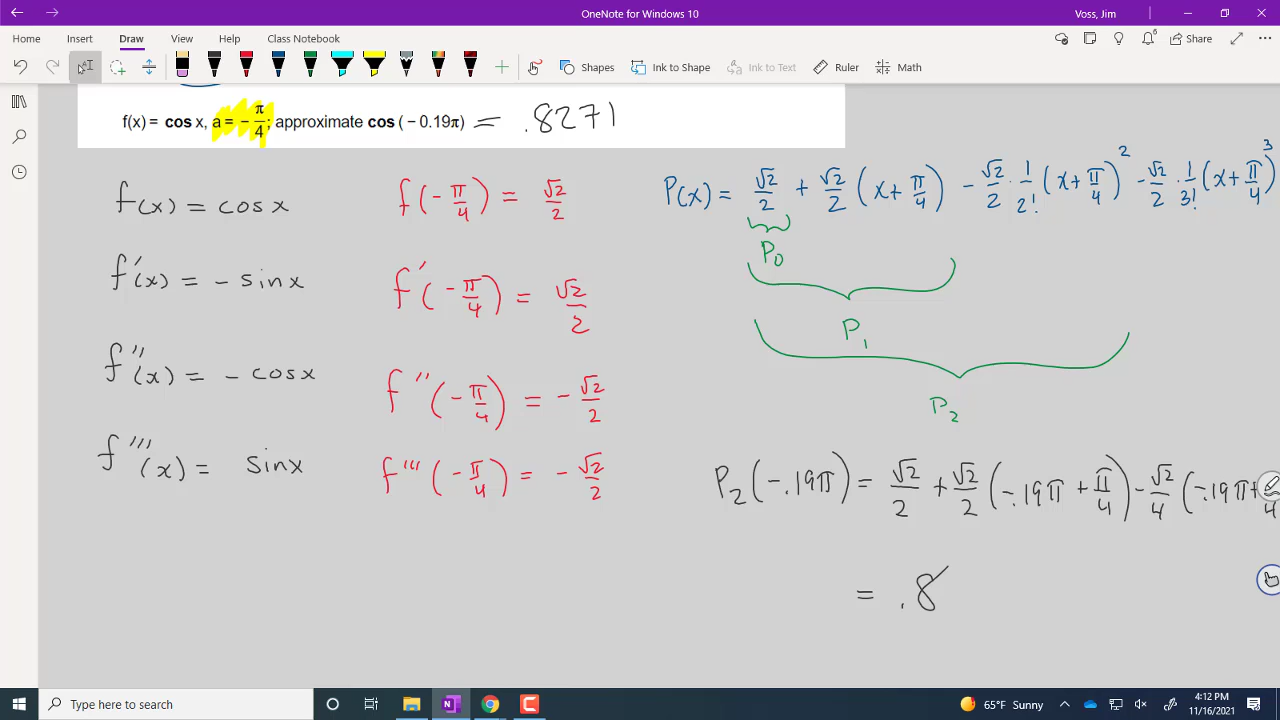 OneNote for Windows 10
Voss, Jim
Home Insert Draw View Help Class Notebook
Share
Shapes Ink to Shape Ink to Text Ruler Math
f(x) = cos x, a = -π/4; approximate cos (-0.19π) = .8271
f(x) = cosx
f(-π/4) = √2/2
f'(x) = -sinx
f'(-π/4) = √2/2
f''(x) = -cosx
f''(-π/4) = -√2/2
f'''(x) = sinx
f'''(-π/4) = -√2/2
P(x) = √2/2 + √2/2 (x+π/4) - √2/2 · 1/2! (x+π/4)² - √2/2 · 1/3! (x+π/4)³
P₀
P₁
P₂
P₂(-.19π) = √2/2 + √2/2 (-.19π + π/4) - √2/4 (-.19π+
= .8
Type here to search
65°F Sunny
4:12 PM
11/16/2021